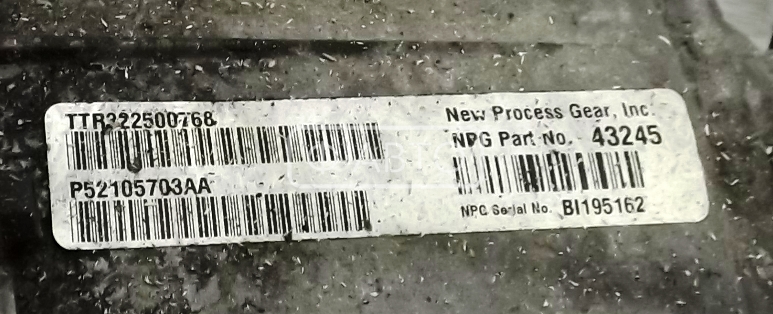 TTR222500768
P52105703AA
New Process Gear, Inc.
NPG Part No. 43245
NPG Serial No. BI195162